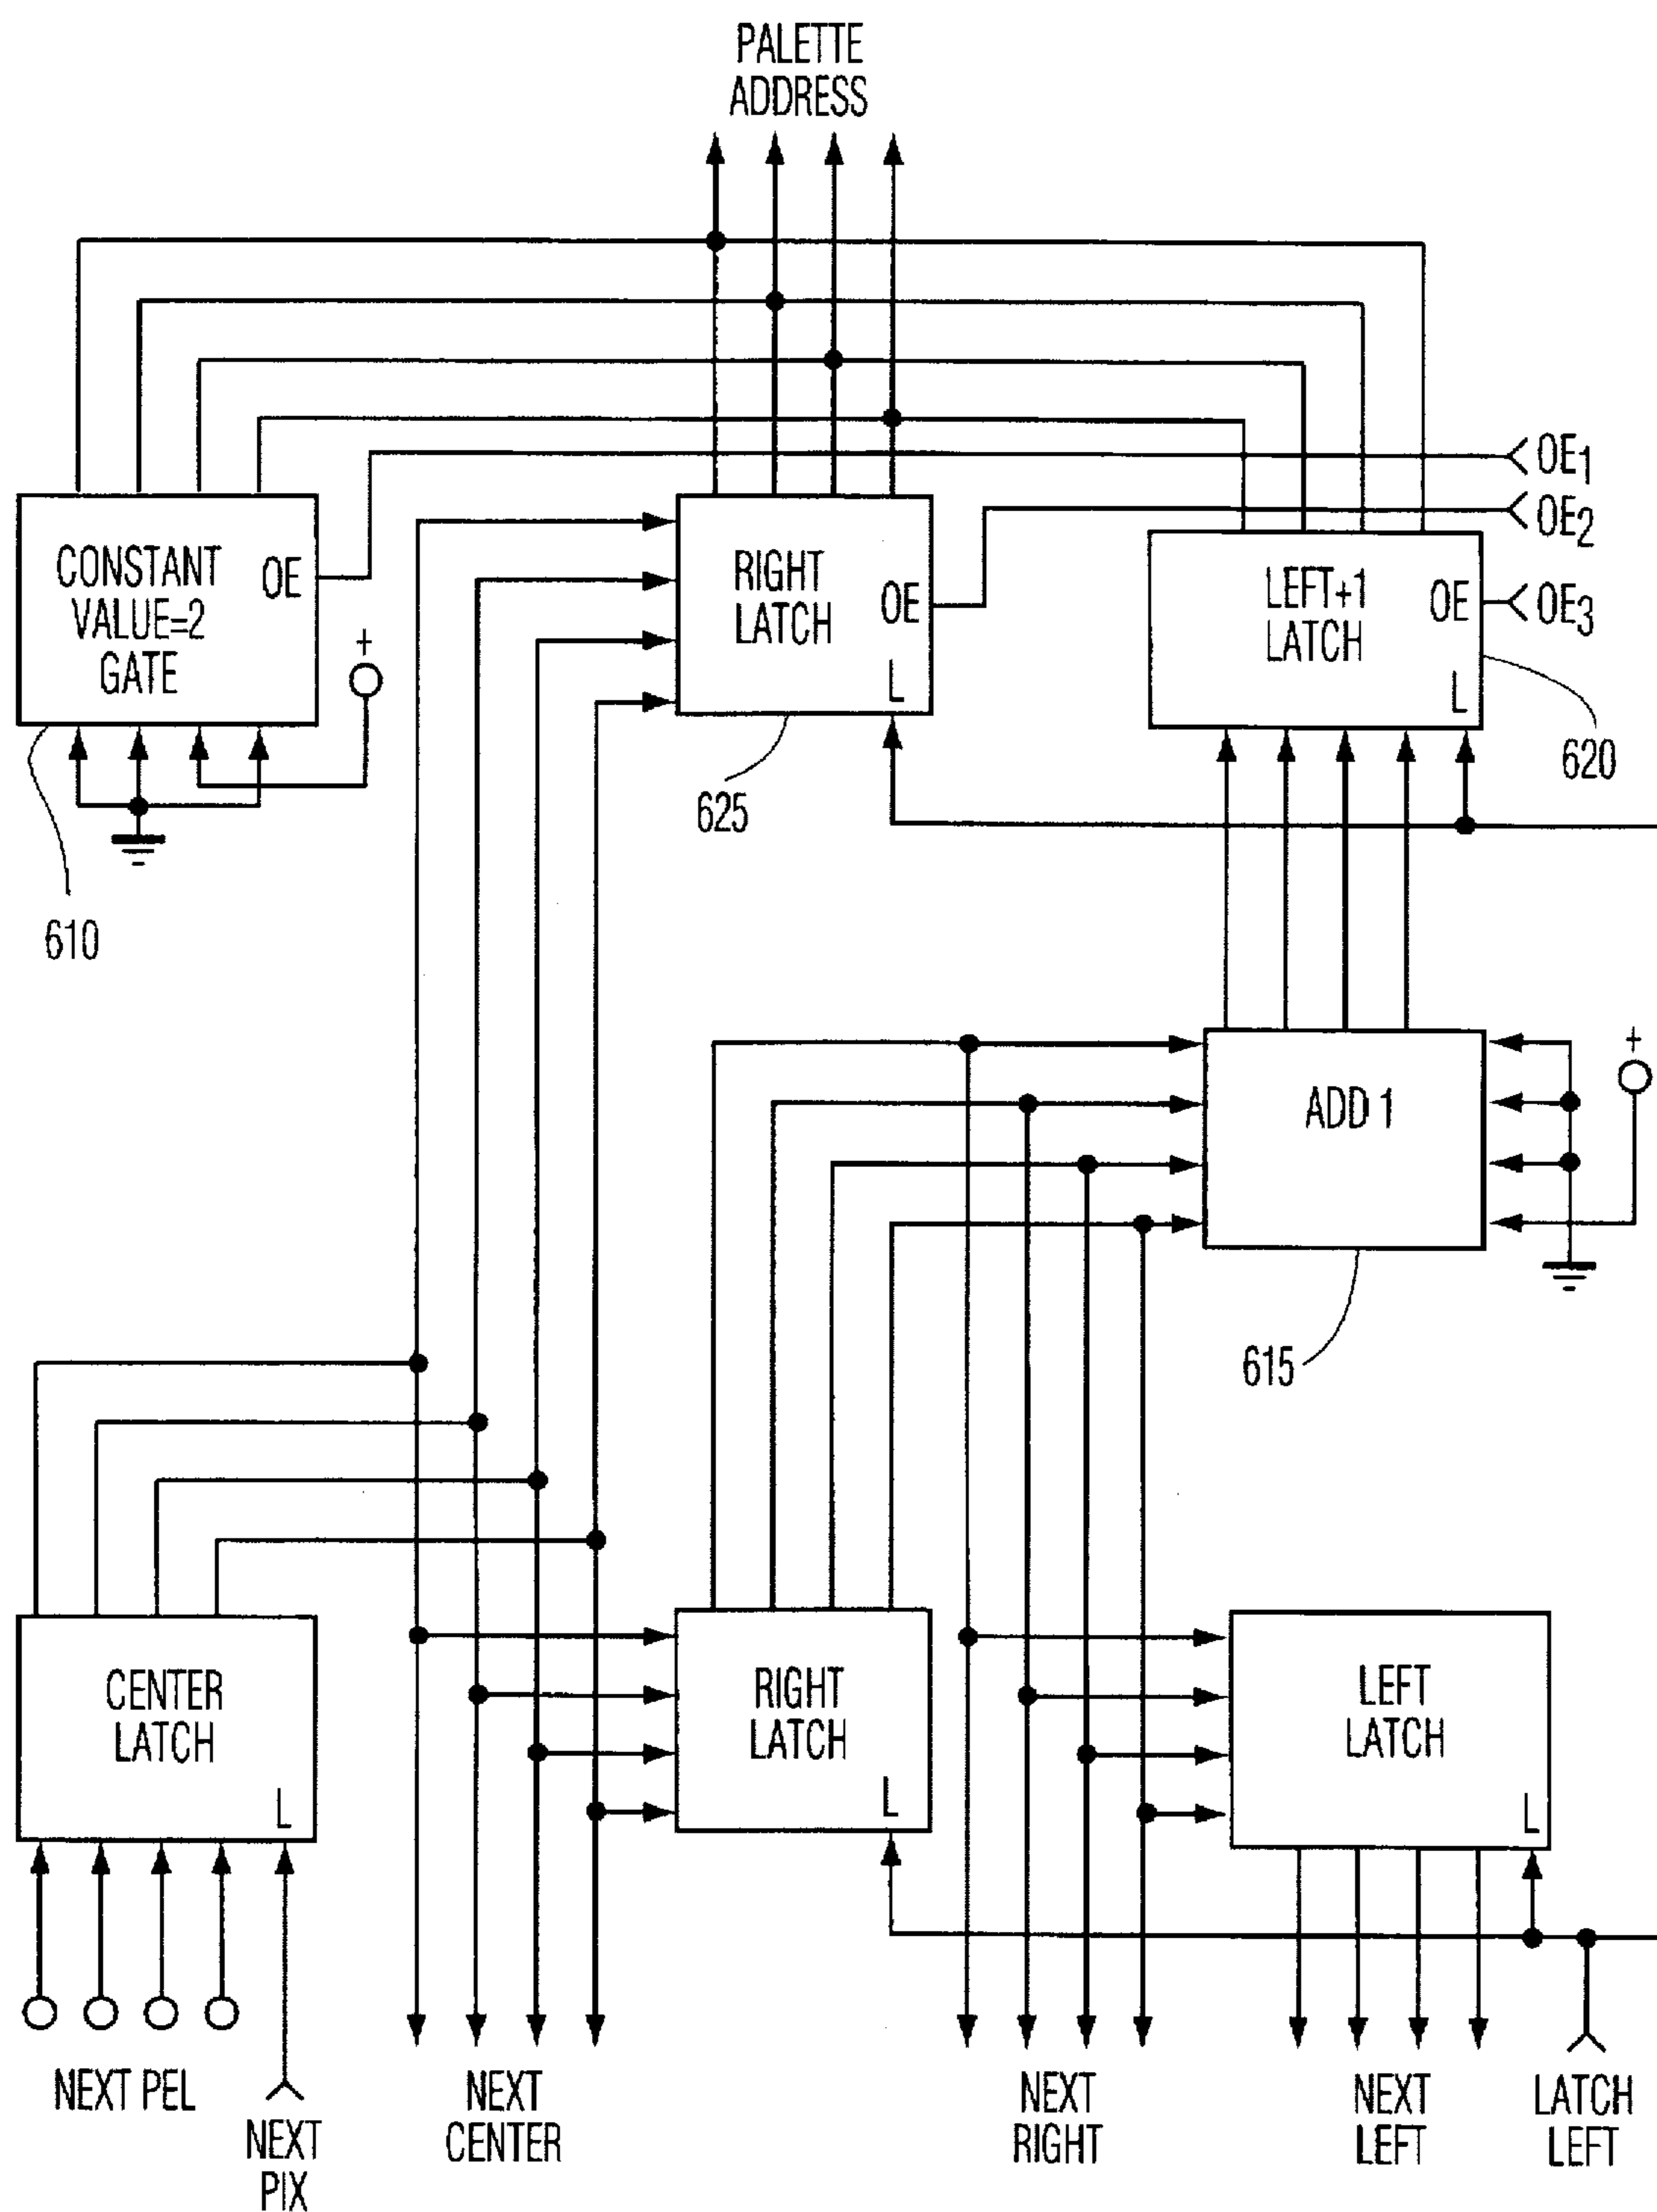 PALETTE
ADDRESS
OE1
OE2
OE3
CONSTANT
VALUE=2
GATE
OE
+
610
RIGHT
LATCH
OE
L
625
LEFT+1
LATCH
OE
L
620
ADD 1
+
615
CENTER
LATCH
L
RIGHT
LATCH
L
LEFT
LATCH
L
NEXT PEL
NEXT
PIX
NEXT
CENTER
NEXT
RIGHT
NEXT
LEFT
LATCH
LEFT